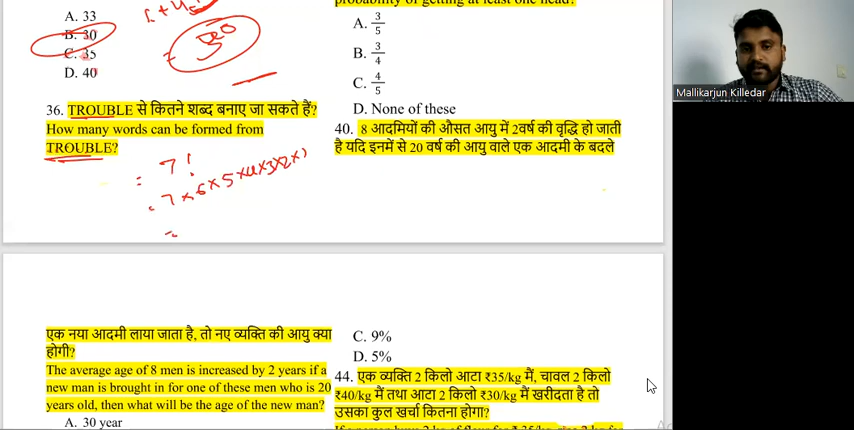 A. 33
B. 30
C. 35
D. 40
36. TROUBLE से कितने शब्द बनाए जा सकते हैं?
How many words can be formed from
TROUBLE?
= 7!
= 7 × 6 × 5 × 4 × 3 × 2 × 1
=
probability of getting at least one head?
A. 3/5
B. 3/4
C. 4/5
D. None of these
40. 8 आदमियों की औसत आयु में 2वर्ष की वृद्धि हो जाती
है यदि इनमें से 20 वर्ष की आयु वाले एक आदमी के बदले
Mallikarjun Killedar
एक नया आदमी लाया जाता है, तो नए व्यक्ति की आयु क्या
होगी?
The average age of 8 men is increased by 2 years if a
new man is brought in for one of these men who is 20
years old, then what will be the age of the new man?
A. 30 year
C. 9%
D. 5%
44. एक व्यक्ति 2 किलो आटा ₹35/kg मैं, चावल 2 किलो
₹40/kg मैं तथा आटा 2 किलो ₹30/kg मैं खरीदता है तो
उसका कुल खर्चा कितना होगा?